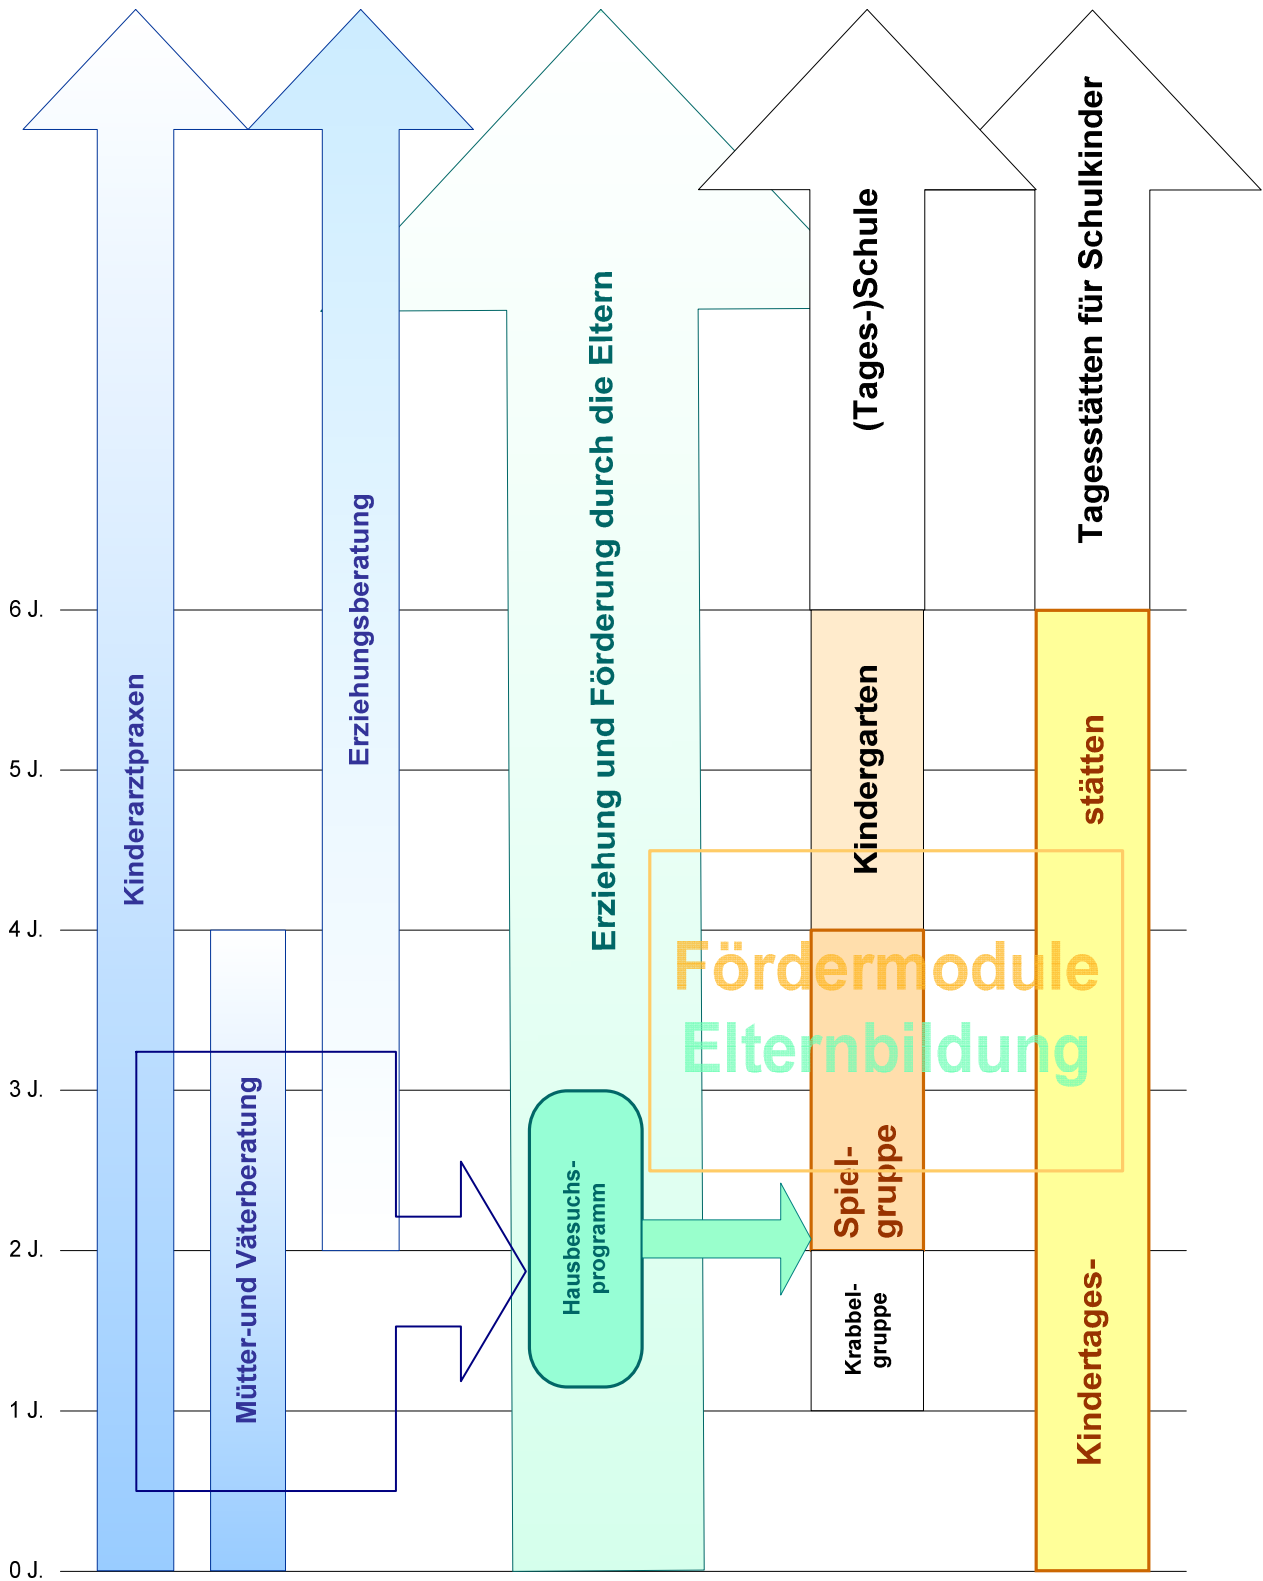 Kinderarztpraxen
Mütter-und Väterberatung
Erziehungsberatung
Erziehung und Förderung durch die Eltern
Hausbesuchs-
programm
(Tages-)Schule
Kindergarten
Spiel-
gruppe
Krabbel-
gruppe
Tagesstätten für Schulkinder
Kindertages-
stätten
Fördermodule
Elternbildung
6 J.
5 J.
4 J.
3 J.
2 J.
1 J.
0 J.